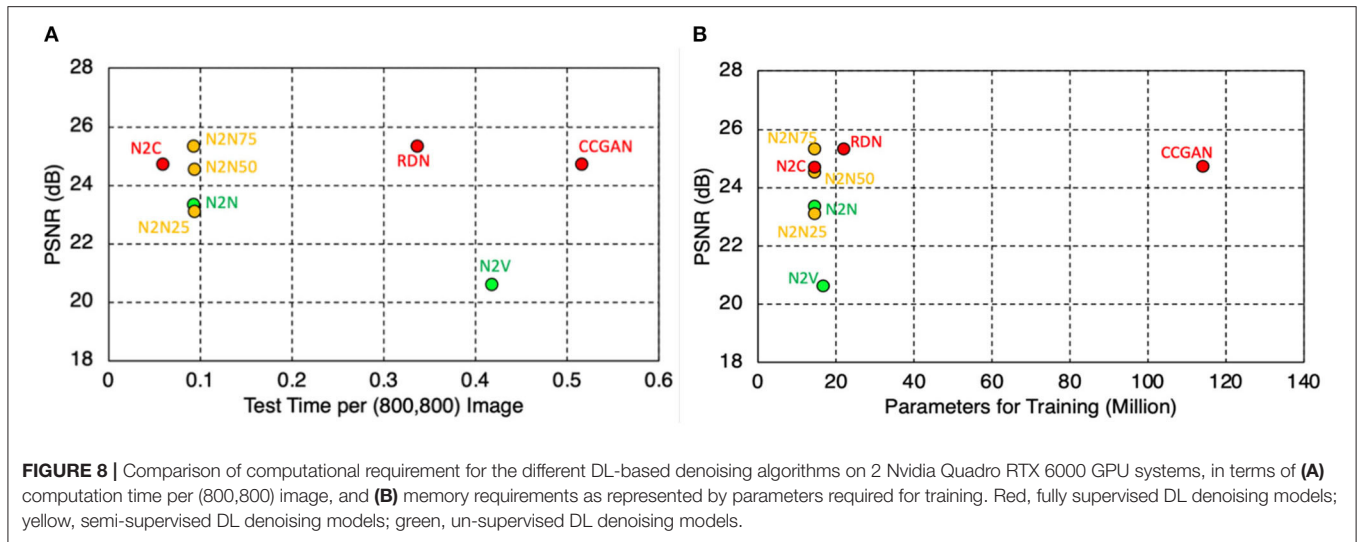 A
PSNR (dB)
28
26
24
22
20
18
0
0.1
0.2
0.3
0.4
0.5
0.6
Test Time per (800,800) Image
N2C
N2N75
N2N50
N2N
N2N25
RDN
CCGAN
N2V
B
PSNR (dB)
28
26
24
22
20
18
0
20
40
60
80
100
120
140
Parameters for Training (Million)
N2N75
RDN
N2C
N2N50
CCGAN
N2N
N2N25
N2V
FIGURE 8 | Comparison of computational requirement for the different DL-based denoising algorithms on 2 Nvidia Quadro RTX 6000 GPU systems, in terms of (A)
computation time per (800,800) image, and (B) memory requirements as represented by parameters required for training. Red, fully supervised DL denoising models;
yellow, semi-supervised DL denoising models; green, un-supervised DL denoising models.